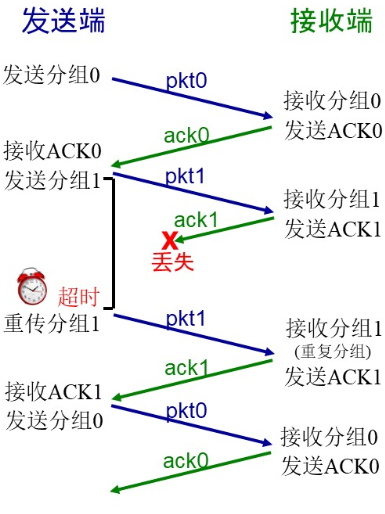 发送端
接收端
发送分组0
pkt0
接收分组0
发送ACK0
ack0
接收ACK0
发送分组1
pkt1
接收分组1
发送ACK1
ack1
X
丢失
超时
重传分组1
pkt1
接收分组1
(重复分组)
发送ACK1
ack1
接收ACK1
发送分组0
pkt0
接收分组0
发送ACK0
ack0